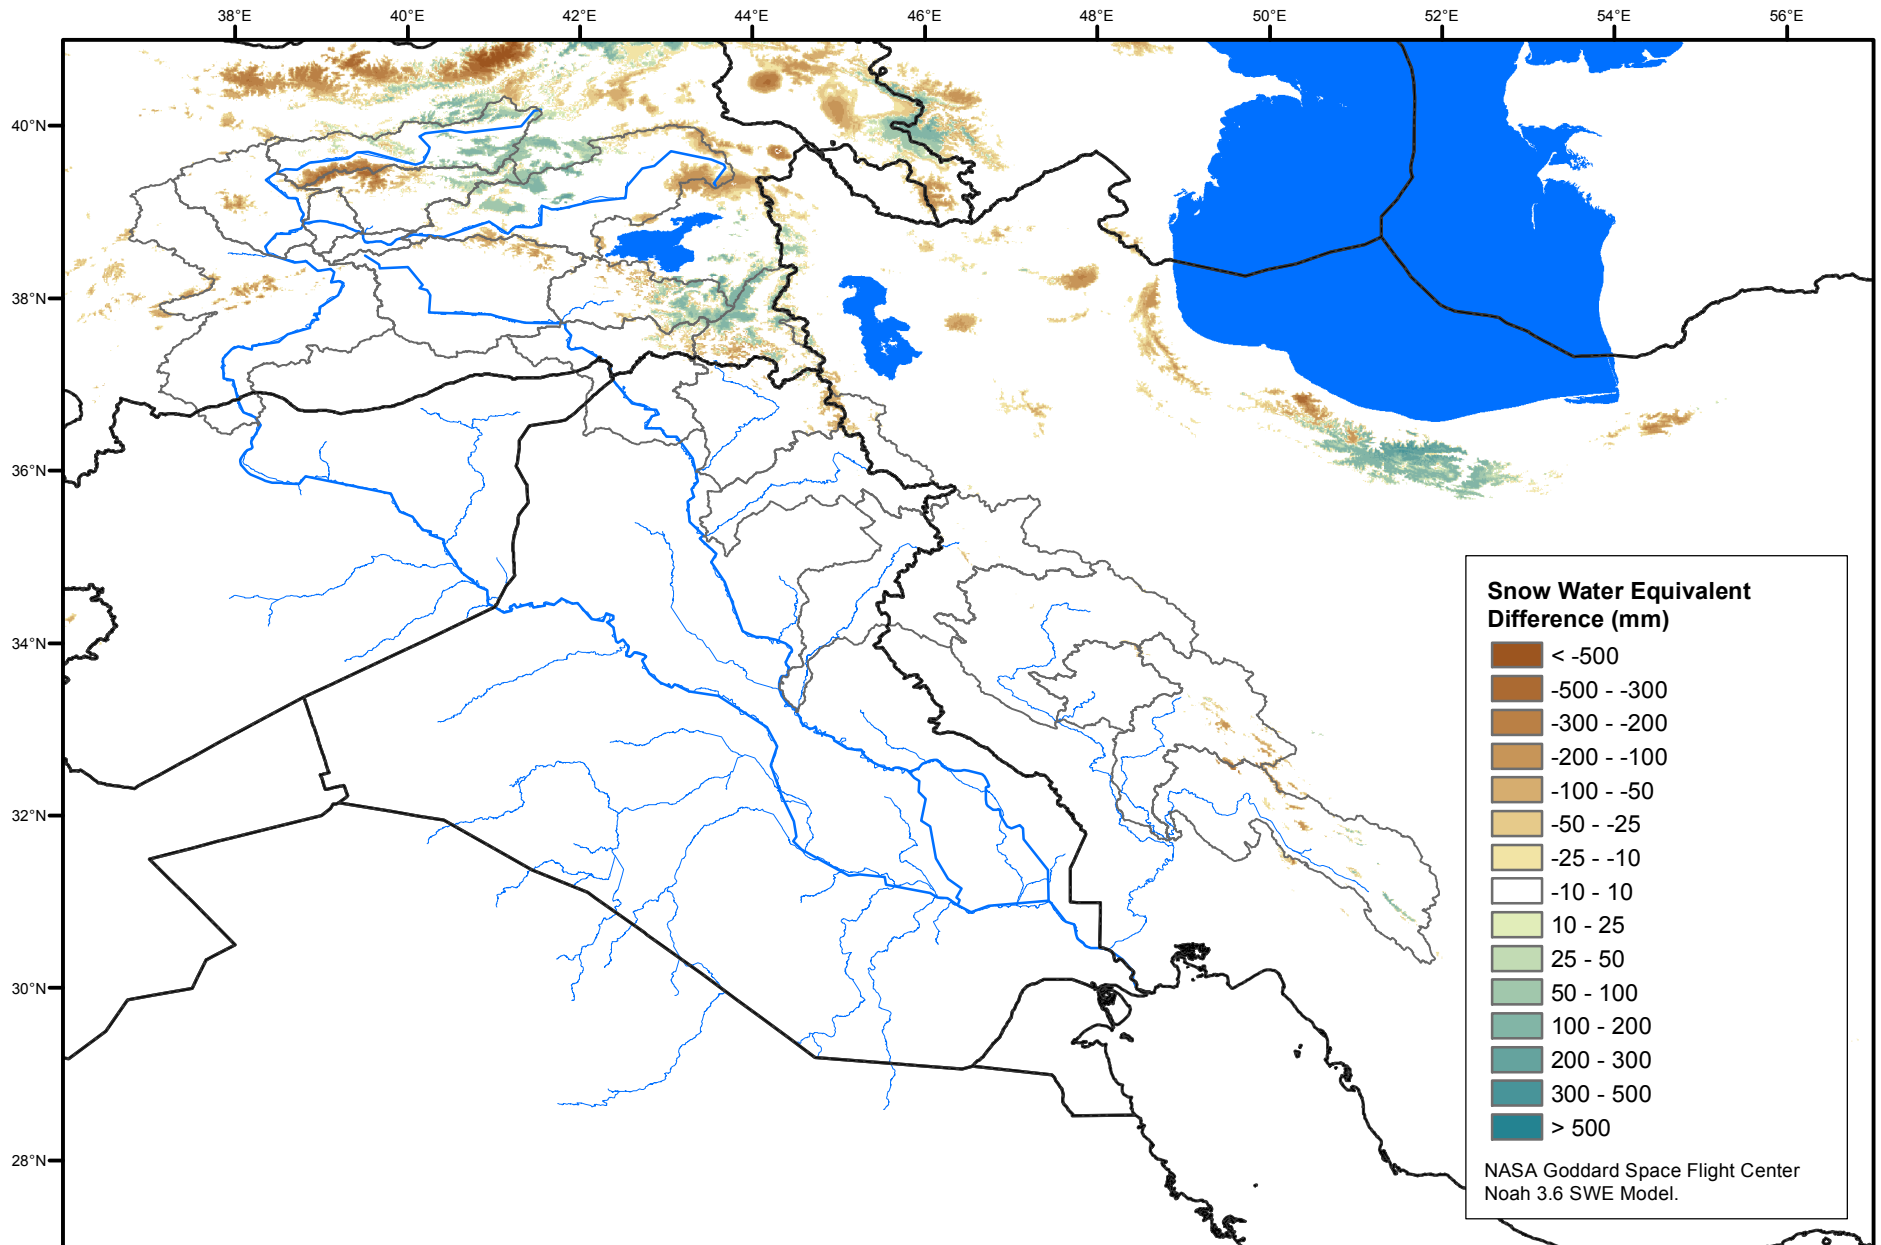 38°E 40°E 42°E 44°E 46°E 48°E 50°E 52°E 54°E 56°E
40°N
38°N
36°N
34°N
32°N
30°N
28°N
Snow Water Equivalent
Difference (mm)
< -500
-500 - -300
-300 - -200
-200 - -100
-100 - -50
-50 - -25
-25 - -10
-10 - 10
10 - 25
25 - 50
50 - 100
100 - 200
200 - 300
300 - 500
> 500
NASA Goddard Space Flight Center
Noah 3.6 SWE Model.